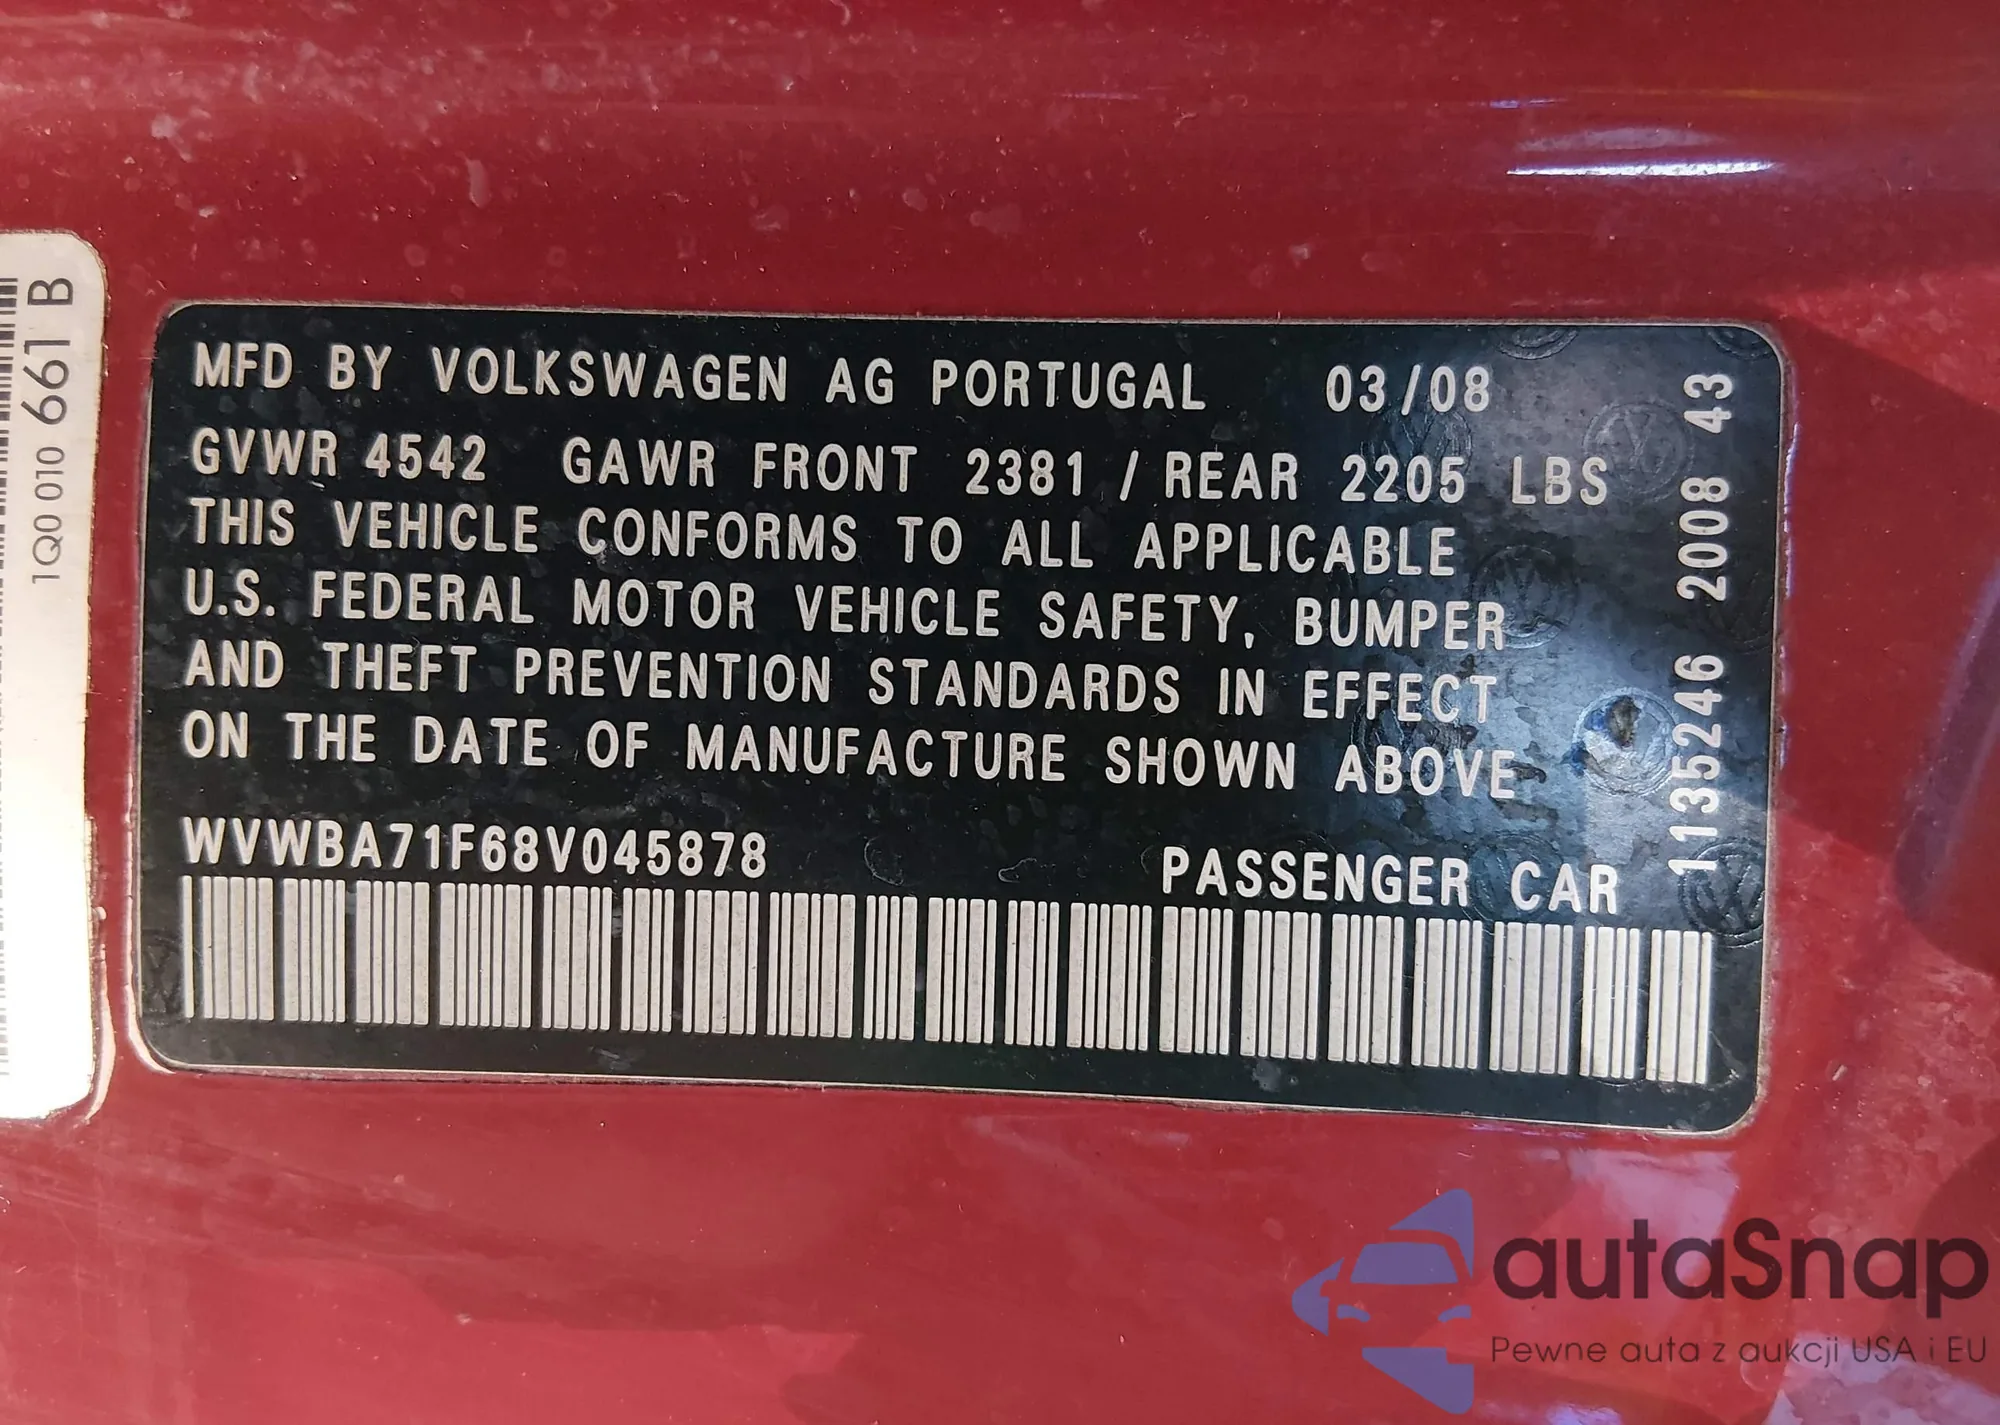 1Q0 010 661 B
MFD BY VOLKSWAGEN AG PORTUGAL 03/08
GVWR 4542 GAWR FRONT 2381 / REAR 2205 LBS
THIS VEHICLE CONFORMS TO ALL APPLICABLE
U.S. FEDERAL MOTOR VEHICLE SAFETY, BUMPER
AND THEFT PREVENTION STANDARDS IN EFFECT
ON THE DATE OF MANUFACTURE SHOWN ABOVE
WVWBA71F68V045878 PASSENGER CAR
1135246 2008 43
autaSnap
Pewne auta z aukcji USA i EU